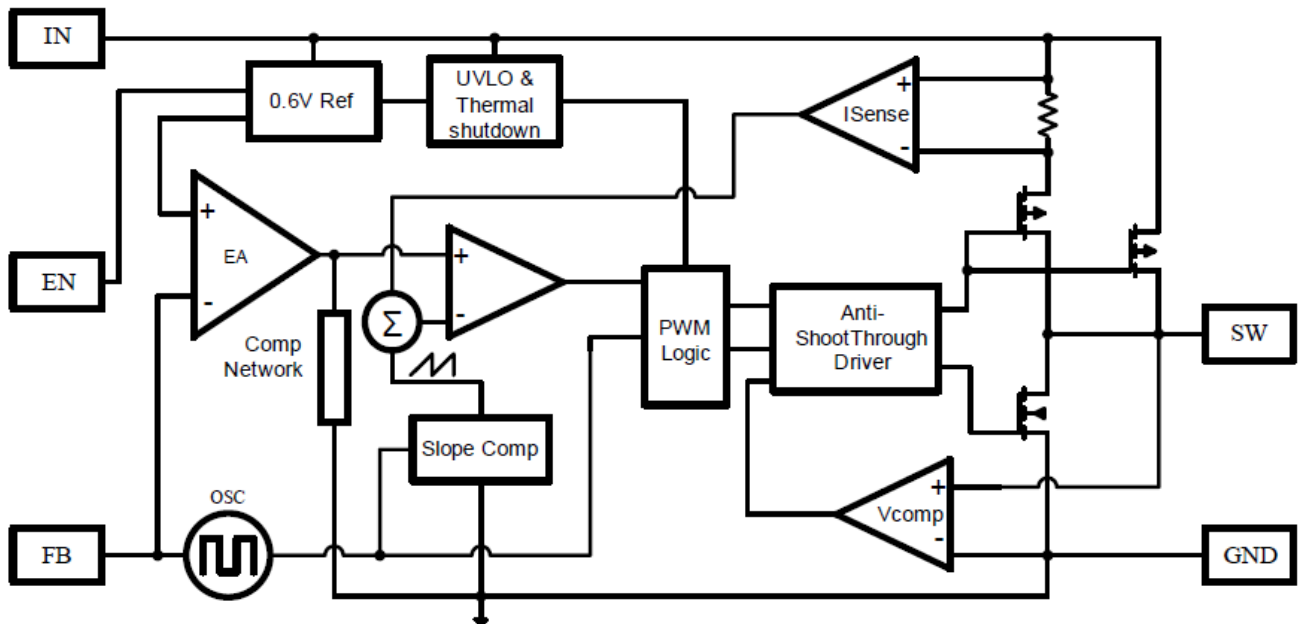 IN
0.6V Ref
UVLO &
Thermal
shutdown
+
ISense
-
+
EA
-
EN
+
-
Σ
Comp
Network
PWM
Logic
Anti-
ShootThrough
Driver
SW
Slope Comp
+
Vcomp
-
OSC
FB
GND